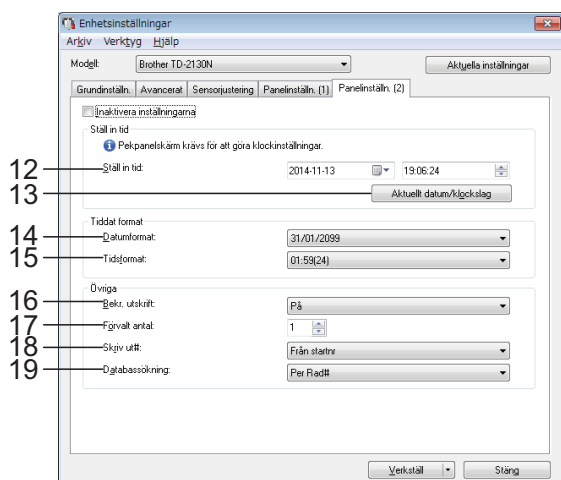 Enhetsinställningar
Arkiv Verktyg Hjälp
Modell: Brother TD-2130N Aktuella inställningar
Grundinställn. Avancerat Sensorjustering Panelinställn. (1) Panelinställn. (2)
Inaktivera inställningarna
Ställ in tid
Pekpanelskärm krävs för att göra klockinställningar.
12 Ställ in tid: 2014-11-13 19:06:24
13 Aktuellt datum/klockslag
Tiddat format
14 Datumformat: 31/01/2099
15 Tidsformat: 01:59(24)
Övriga
16 Bekr. utskrift: På
17 Förvalt antal: 1
18 Skriv ut#: Från startnr
19 Databassökning: Per Rad#
Verkställ Stäng